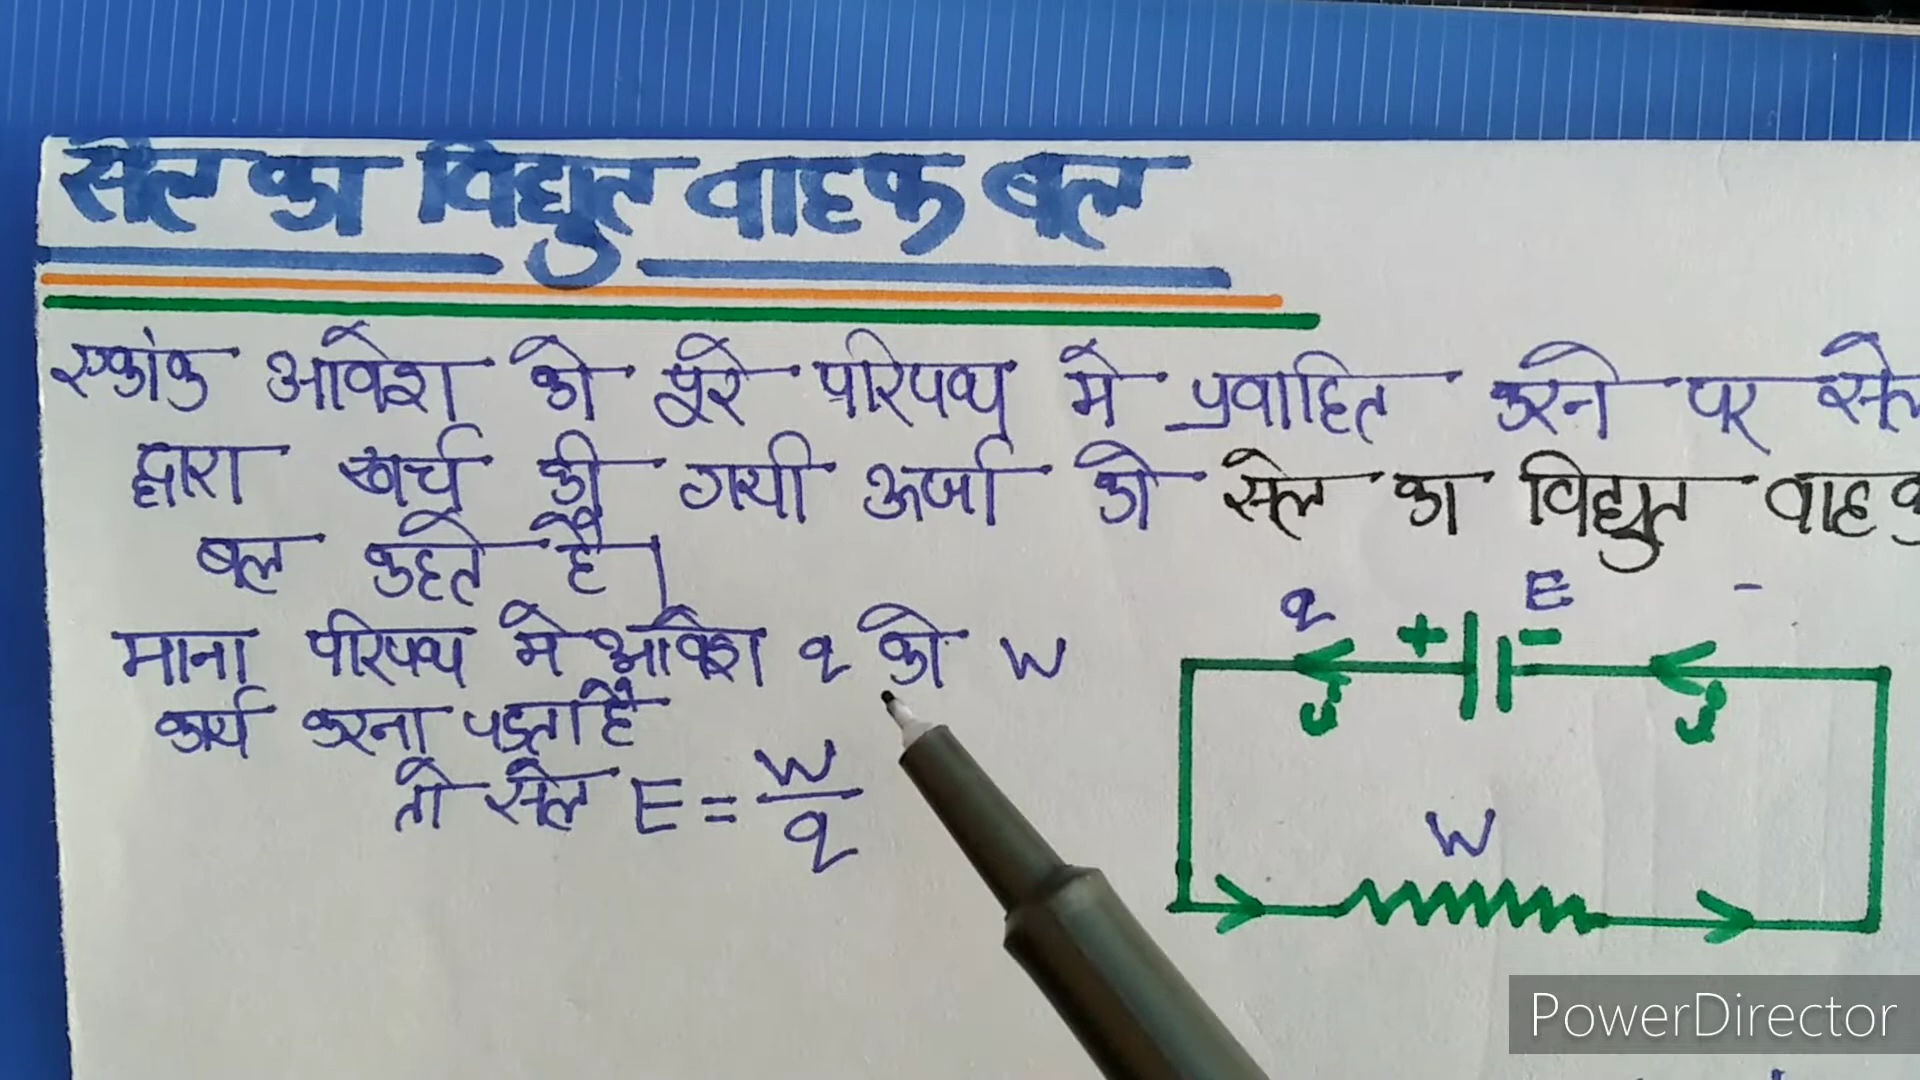 सेल का विद्युत वाहक बल
एकांक आवेश को पूरे परिपथ मे प्रवाहित करने पर सेल
द्वारा खर्च की गयी ऊर्जा को सेल का विद्युत वाहक
बल कहते है।
माना परिपथ मे आवेश q को W
कार्य करना पड़ता है
तो सेल E = W/q
q + - E
i i
W
PowerDirector